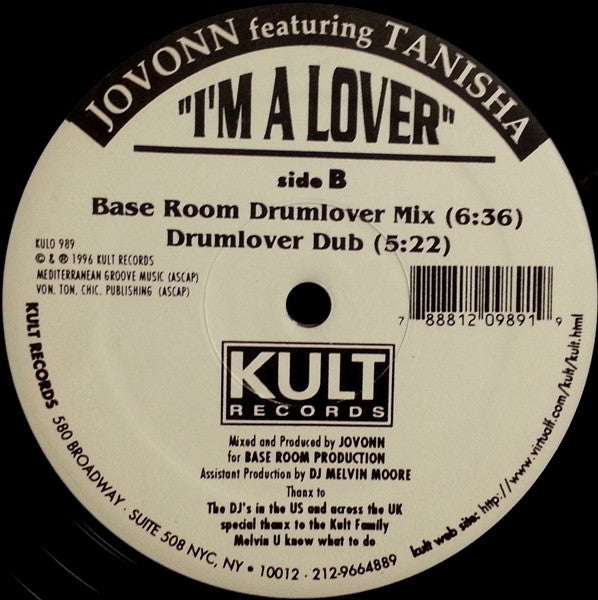 JOVONN featuring TANISHA
"I'M A LOVER"
side B
Base Room Drumlover Mix (6:36)
Drumlover Dub (5:22)
KULO 989
© & ℗ 1996 KULT RECORDS
MEDITERRANEAN GROOVE MUSIC (ASCAP)
VON. TON. CHIC. PUBLISHING (ASCAP)
7 88812 09891 9
KULT
RECORDS
Mixed and Produced by JOVONN
for BASE ROOM PRODUCTION
Assistant Production by DJ MELVIN MOORE
Thanx to
The DJ's in the US and across the UK
special thanx to the Kult Family
Melvin U know what to do
KULT RECORDS 580 BROADWAY · SUITE 508 NYC, NY • 10012 · 212-9664889
kult web site: http://www.virtualf.com/kult/kult.html